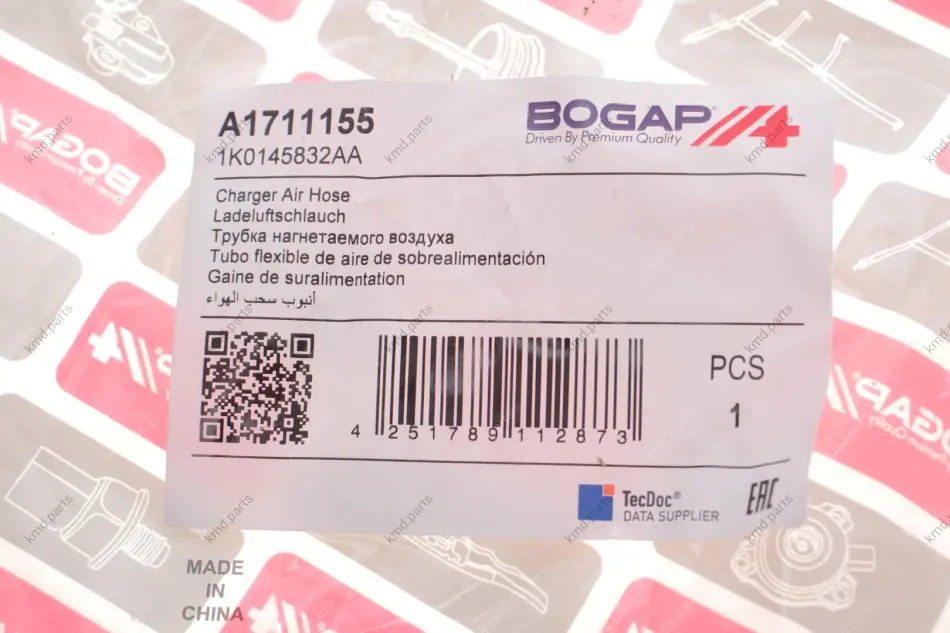 A1711155
1K0145832AA
BOGAP
Driven By Premium Quality
Charger Air Hose
Ladeluftschlauch
Трубка нагнетаемого воздуха
Tubo flexible de aire de sobrealimentación
Gaine de suralimentation
أنبوب سحب الهواء
4 251789 112873
PCS
1
TecDoc®
DATA SUPPLIER
EAC
MADE
IN
CHINA
kmd.parts